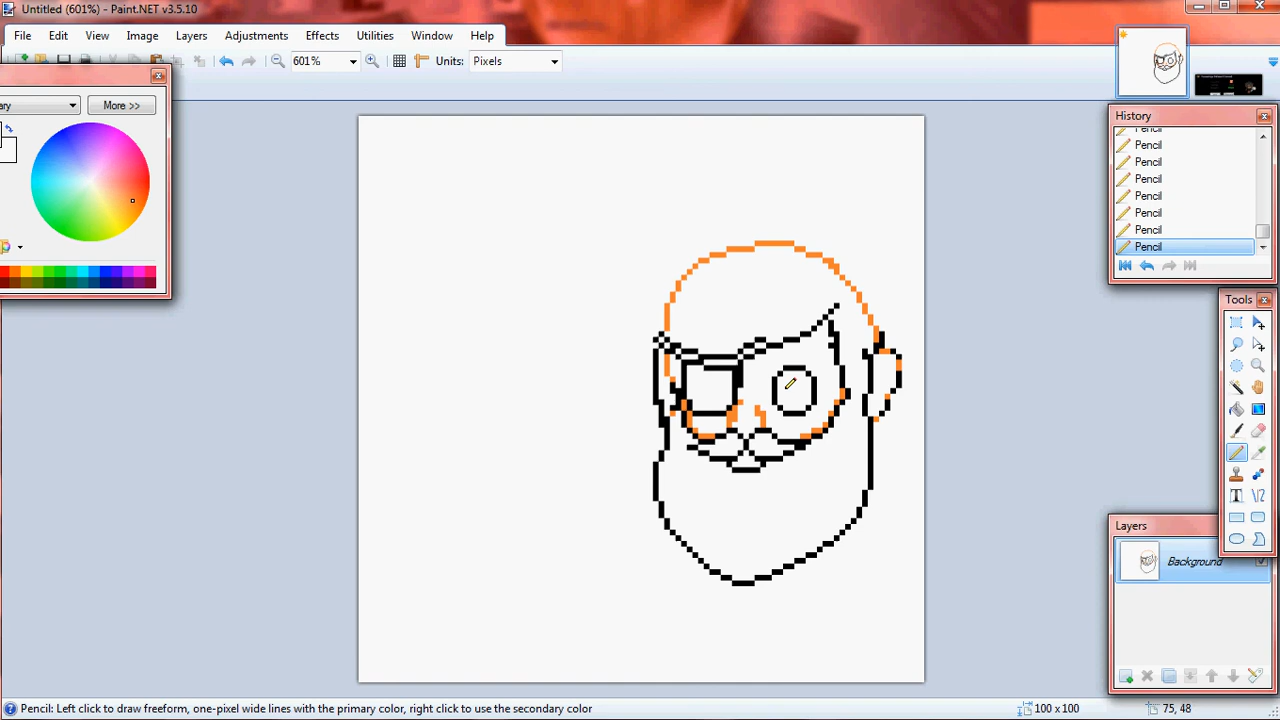 Untitled (601%) - Paint.NET v3.5.10
File Edit View Image Layers Adjustments Effects Utilities Window Help
601% Units: Pixels
More >>
History
Pencil
Pencil
Pencil
Pencil
Pencil
Pencil
Pencil
Pencil
Tools
Layers
Background
Pencil: Left click to draw freeform, one-pixel wide lines with the primary color, right click to use the secondary color
100 x 100
75, 48